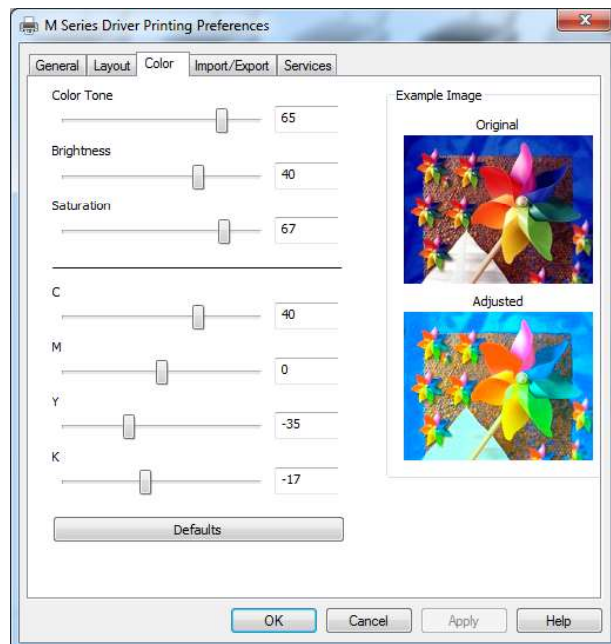 M Series Driver Printing Preferences
General Layout Color Import/Export Services
Color Tone
65
Brightness
40
Saturation
67
C
40
M
0
Y
-35
K
-17
Defaults
Example Image
Original
Adjusted
OK Cancel Apply Help